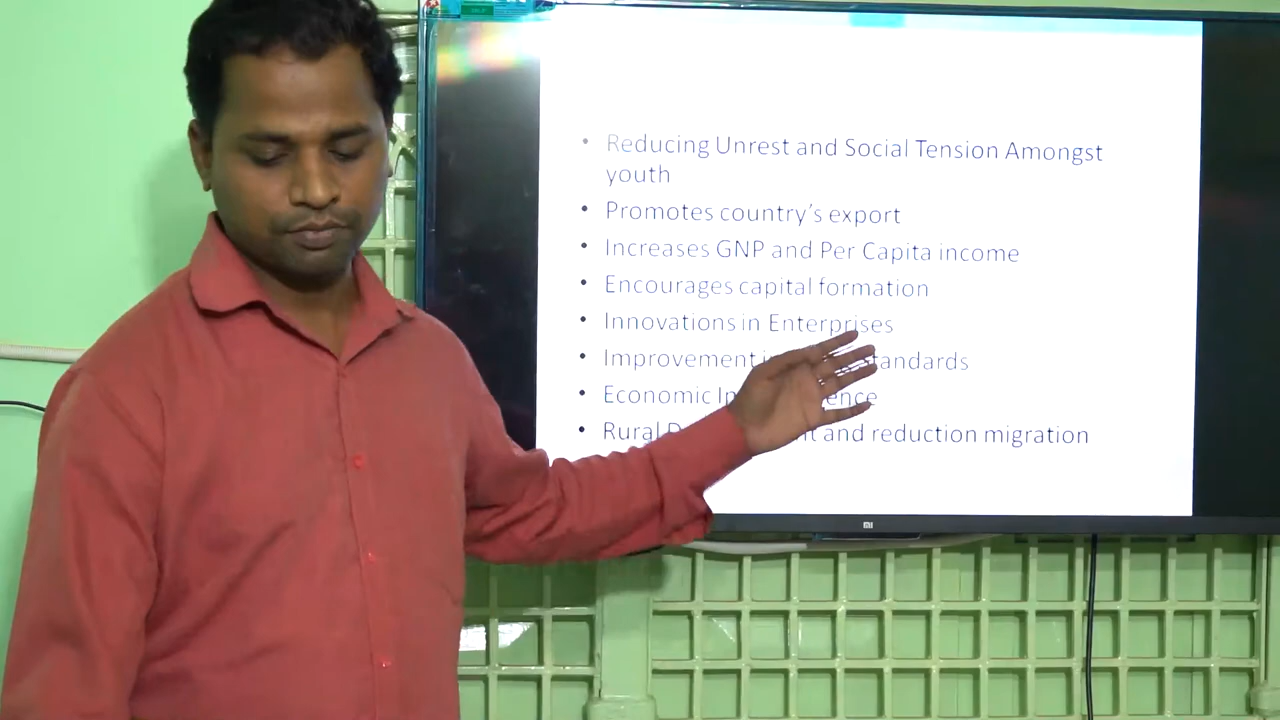 • Reducing Unrest and Social Tension Amongst
youth
• Promotes country's export
• Increases GNP and Per Capita income
• Encourages capital formation
• Innovations in Enterprises
• Improvement standards
• Economic
• Rural and reduction migration
mi